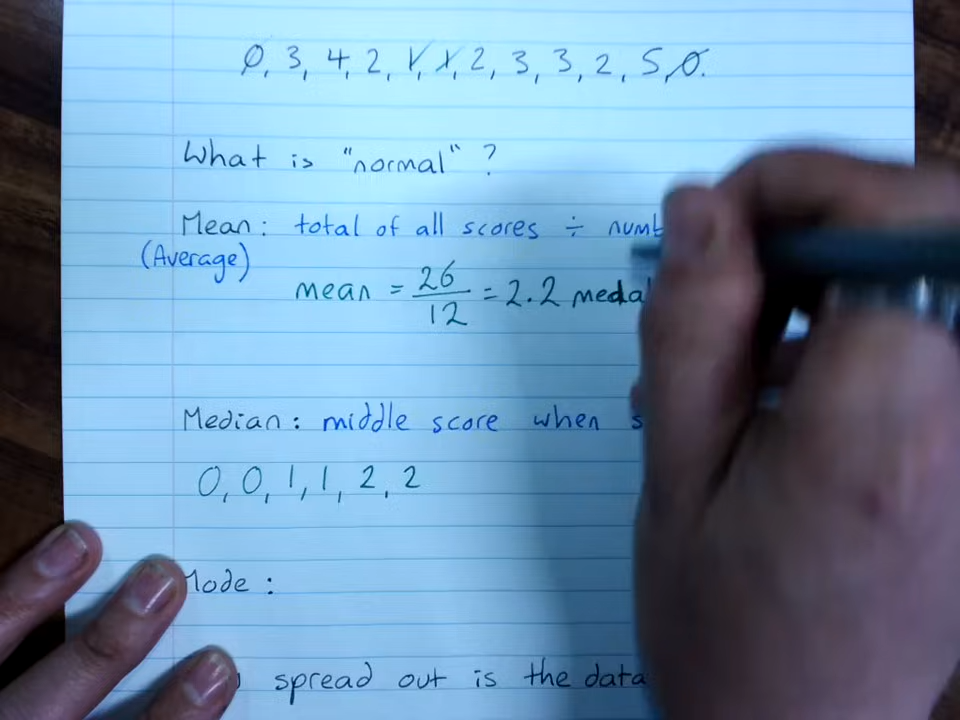 0, 3, 4, 2, 1, 1, 2, 3, 3, 2, 5, 0.
What is "normal" ?
Mean: total of all scores ÷ numb
(Average)
mean = 26/12 = 2.2 meda
Median: middle score when s
0, 0, 1, 1, 2, 2
Mode :
spread out is the data